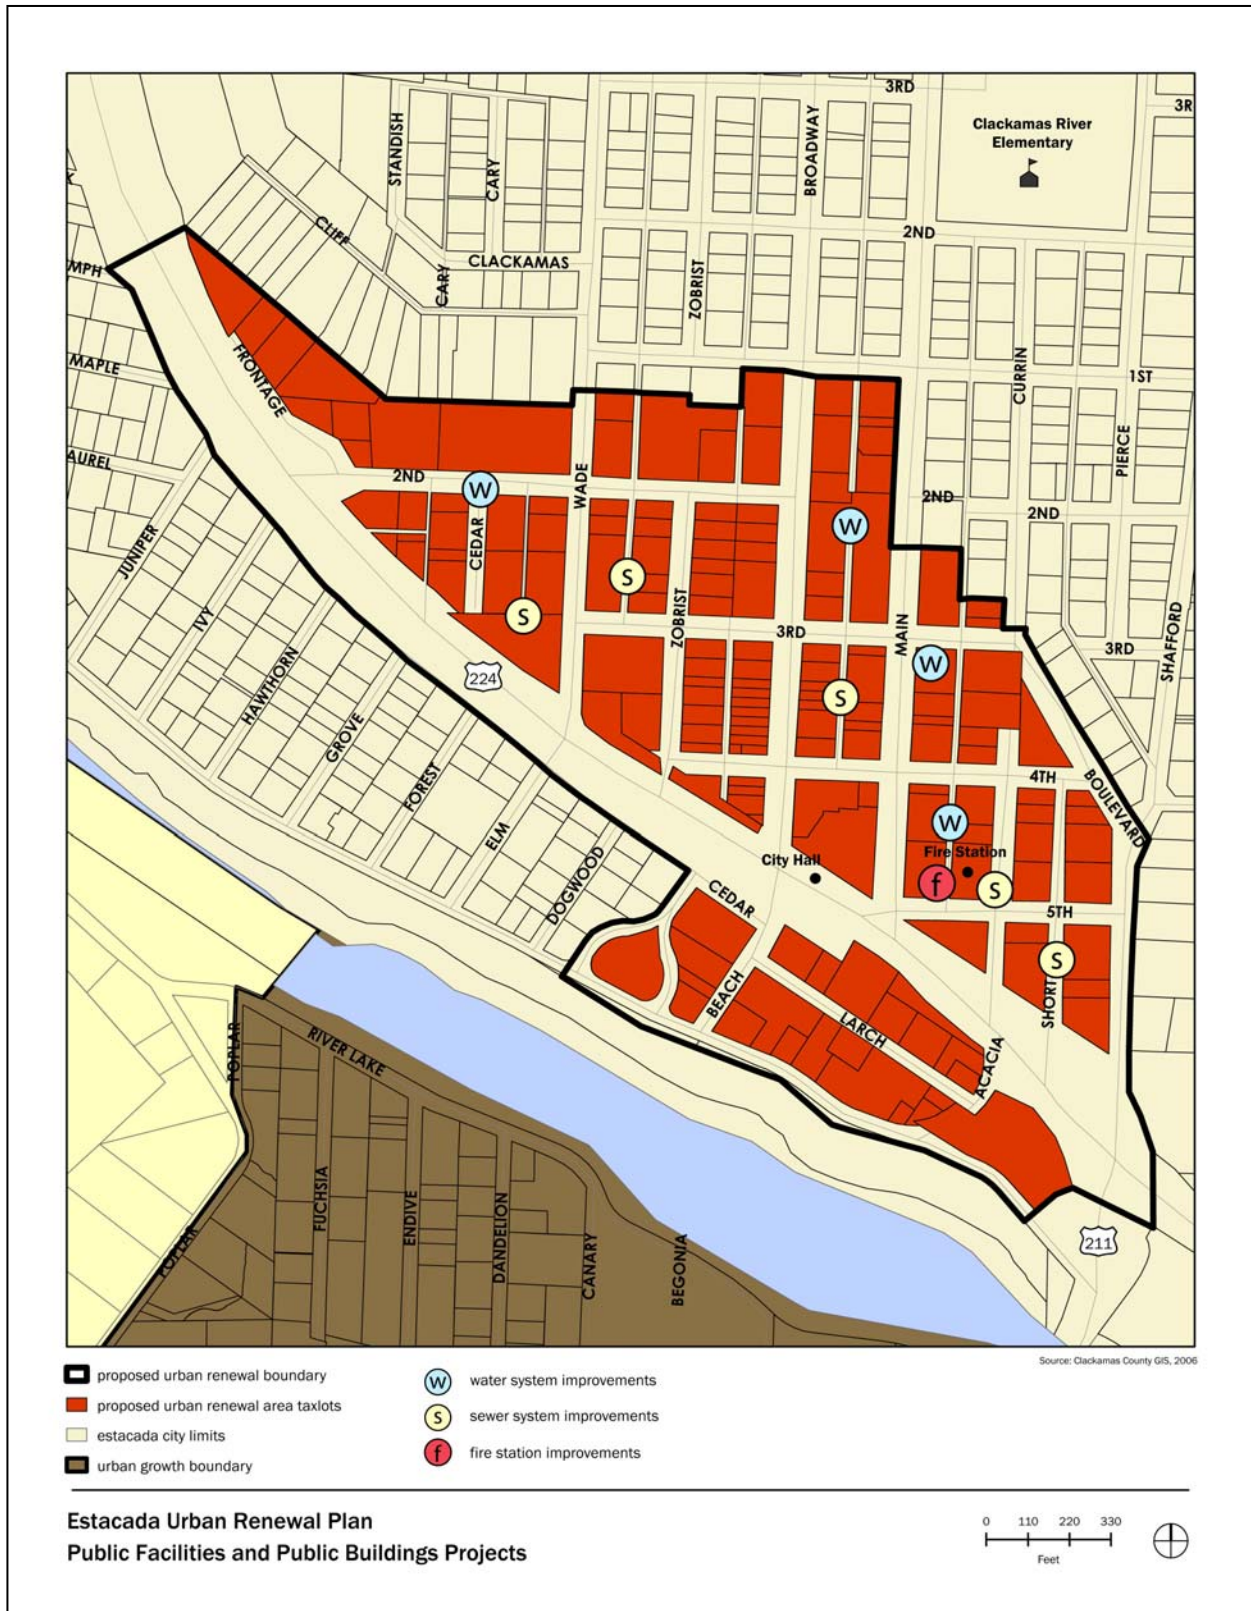 3RD
3R
BROADWAY
Clackamas River
Elementary
STANDISH
CARY
2ND
CLIFF
CLACKAMAS
CARY
ZOBRIST
MPH
MAPLE
FRONTAGE
1ST
CURRIN
PIERCE
AUREL
2ND
WADE
W
2ND
2ND
W
CEDAR
JUNIPER
S
S
IVY
ZOBRIST
3RD
MAIN
3RD
SHAFFORD
W
HAWTHORN
224
S
GROVE
FOREST
4TH
BOULEVARD
ELM
W
City Hall
Fire Station
DOGWOOD
CEDAR
f
S
5TH
S
BEACH
SHORT
LARCH
ACACIA
POPLAR
RIVER LAKE
FUCHSIA
ENDIVE
DANDELION
CANARY
BEGONIA
POPLAR
211
Source: Clackamas County GIS, 2006
proposed urban renewal boundary
proposed urban renewal area taxlots
estacada city limits
urban growth boundary
W water system improvements
S sewer system improvements
f fire station improvements
Estacada Urban Renewal Plan
Public Facilities and Public Buildings Projects
0 110 220 330
Feet